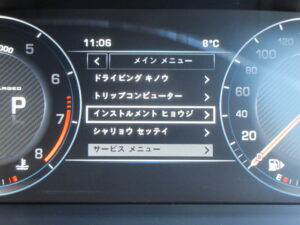 11:06 8°C
メイン メニュー
ドライビング キノウ
トリップコンピューター
インストルメント ヒョウジ
シャリョウ セッテイ
サービス メニュー
000
ARGED
P
5
6
7
8
120
100
80
60
40
20
E